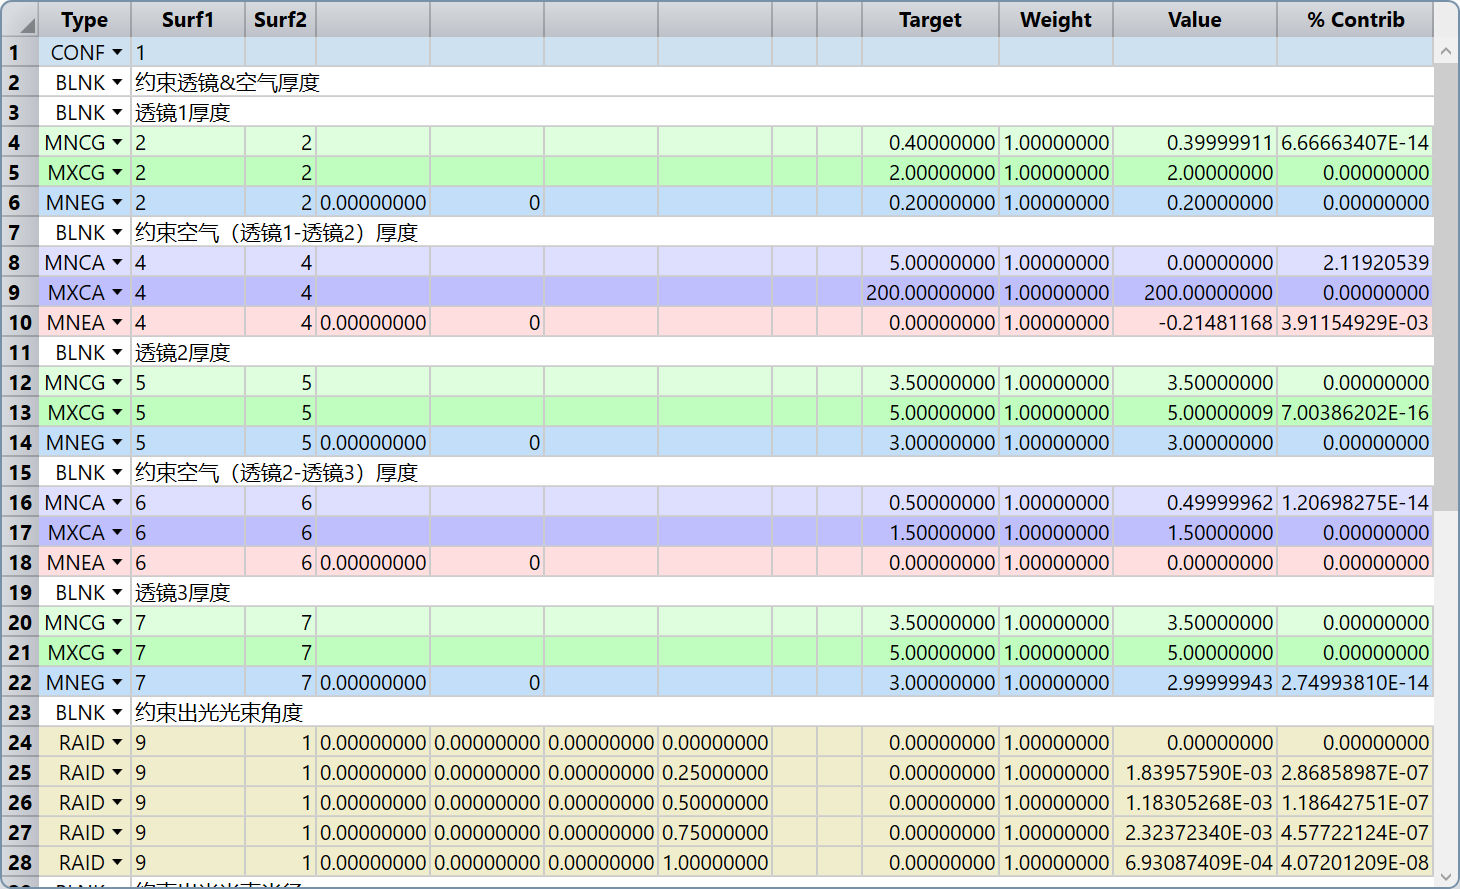 Type Surf1 Surf2 Target Weight Value % Contrib
1 CONF 1
2 BLNK 约束透镜&空气厚度
3 BLNK 透镜1厚度
4 MNCG 2 2 0.40000000 1.00000000 0.39999911 6.66663407E-14
5 MXCG 2 2 2.00000000 1.00000000 2.00000000 0.00000000
6 MNEG 2 2 0.00000000 0 0.20000000 1.00000000 0.20000000 0.00000000
7 BLNK 约束空气（透镜1-透镜2）厚度
8 MNCA 4 4 5.00000000 1.00000000 0.00000000 2.11920539
9 MXCA 4 4 200.00000000 1.00000000 200.00000000 0.00000000
10 MNEA 4 4 0.00000000 0 0.00000000 1.00000000 -0.21481168 3.91154929E-03
11 BLNK 透镜2厚度
12 MNCG 5 5 3.50000000 1.00000000 3.50000000 0.00000000
13 MXCG 5 5 5.00000000 1.00000000 5.00000009 7.00386202E-16
14 MNEG 5 5 0.00000000 0 3.00000000 1.00000000 3.00000000 0.00000000
15 BLNK 约束空气（透镜2-透镜3）厚度
16 MNCA 6 6 0.50000000 1.00000000 0.49999962 1.20698275E-14
17 MXCA 6 6 1.50000000 1.00000000 1.50000000 0.00000000
18 MNEA 6 6 0.00000000 0 0.00000000 1.00000000 0.00000000 0.00000000
19 BLNK 透镜3厚度
20 MNCG 7 7 3.50000000 1.00000000 3.50000000 0.00000000
21 MXCG 7 7 5.00000000 1.00000000 5.00000000 0.00000000
22 MNEG 7 7 0.00000000 0 3.00000000 1.00000000 2.99999943 2.74993810E-14
23 BLNK 约束出光光束角度
24 RAID 9 1 0.00000000 0.00000000 0.00000000 0.00000000 0.00000000 1.00000000 0.00000000 0.00000000
25 RAID 9 1 0.00000000 0.00000000 0.00000000 0.25000000 0.00000000 1.00000000 1.83957590E-03 2.86858987E-07
26 RAID 9 1 0.00000000 0.00000000 0.00000000 0.50000000 0.00000000 1.00000000 1.18305268E-03 1.18642751E-07
27 RAID 9 1 0.00000000 0.00000000 0.00000000 0.75000000 0.00000000 1.00000000 2.32372340E-03 4.57722124E-07
28 RAID 9 1 0.00000000 0.00000000 0.00000000 1.00000000 0.00000000 1.00000000 6.93087409E-04 4.07201209E-08